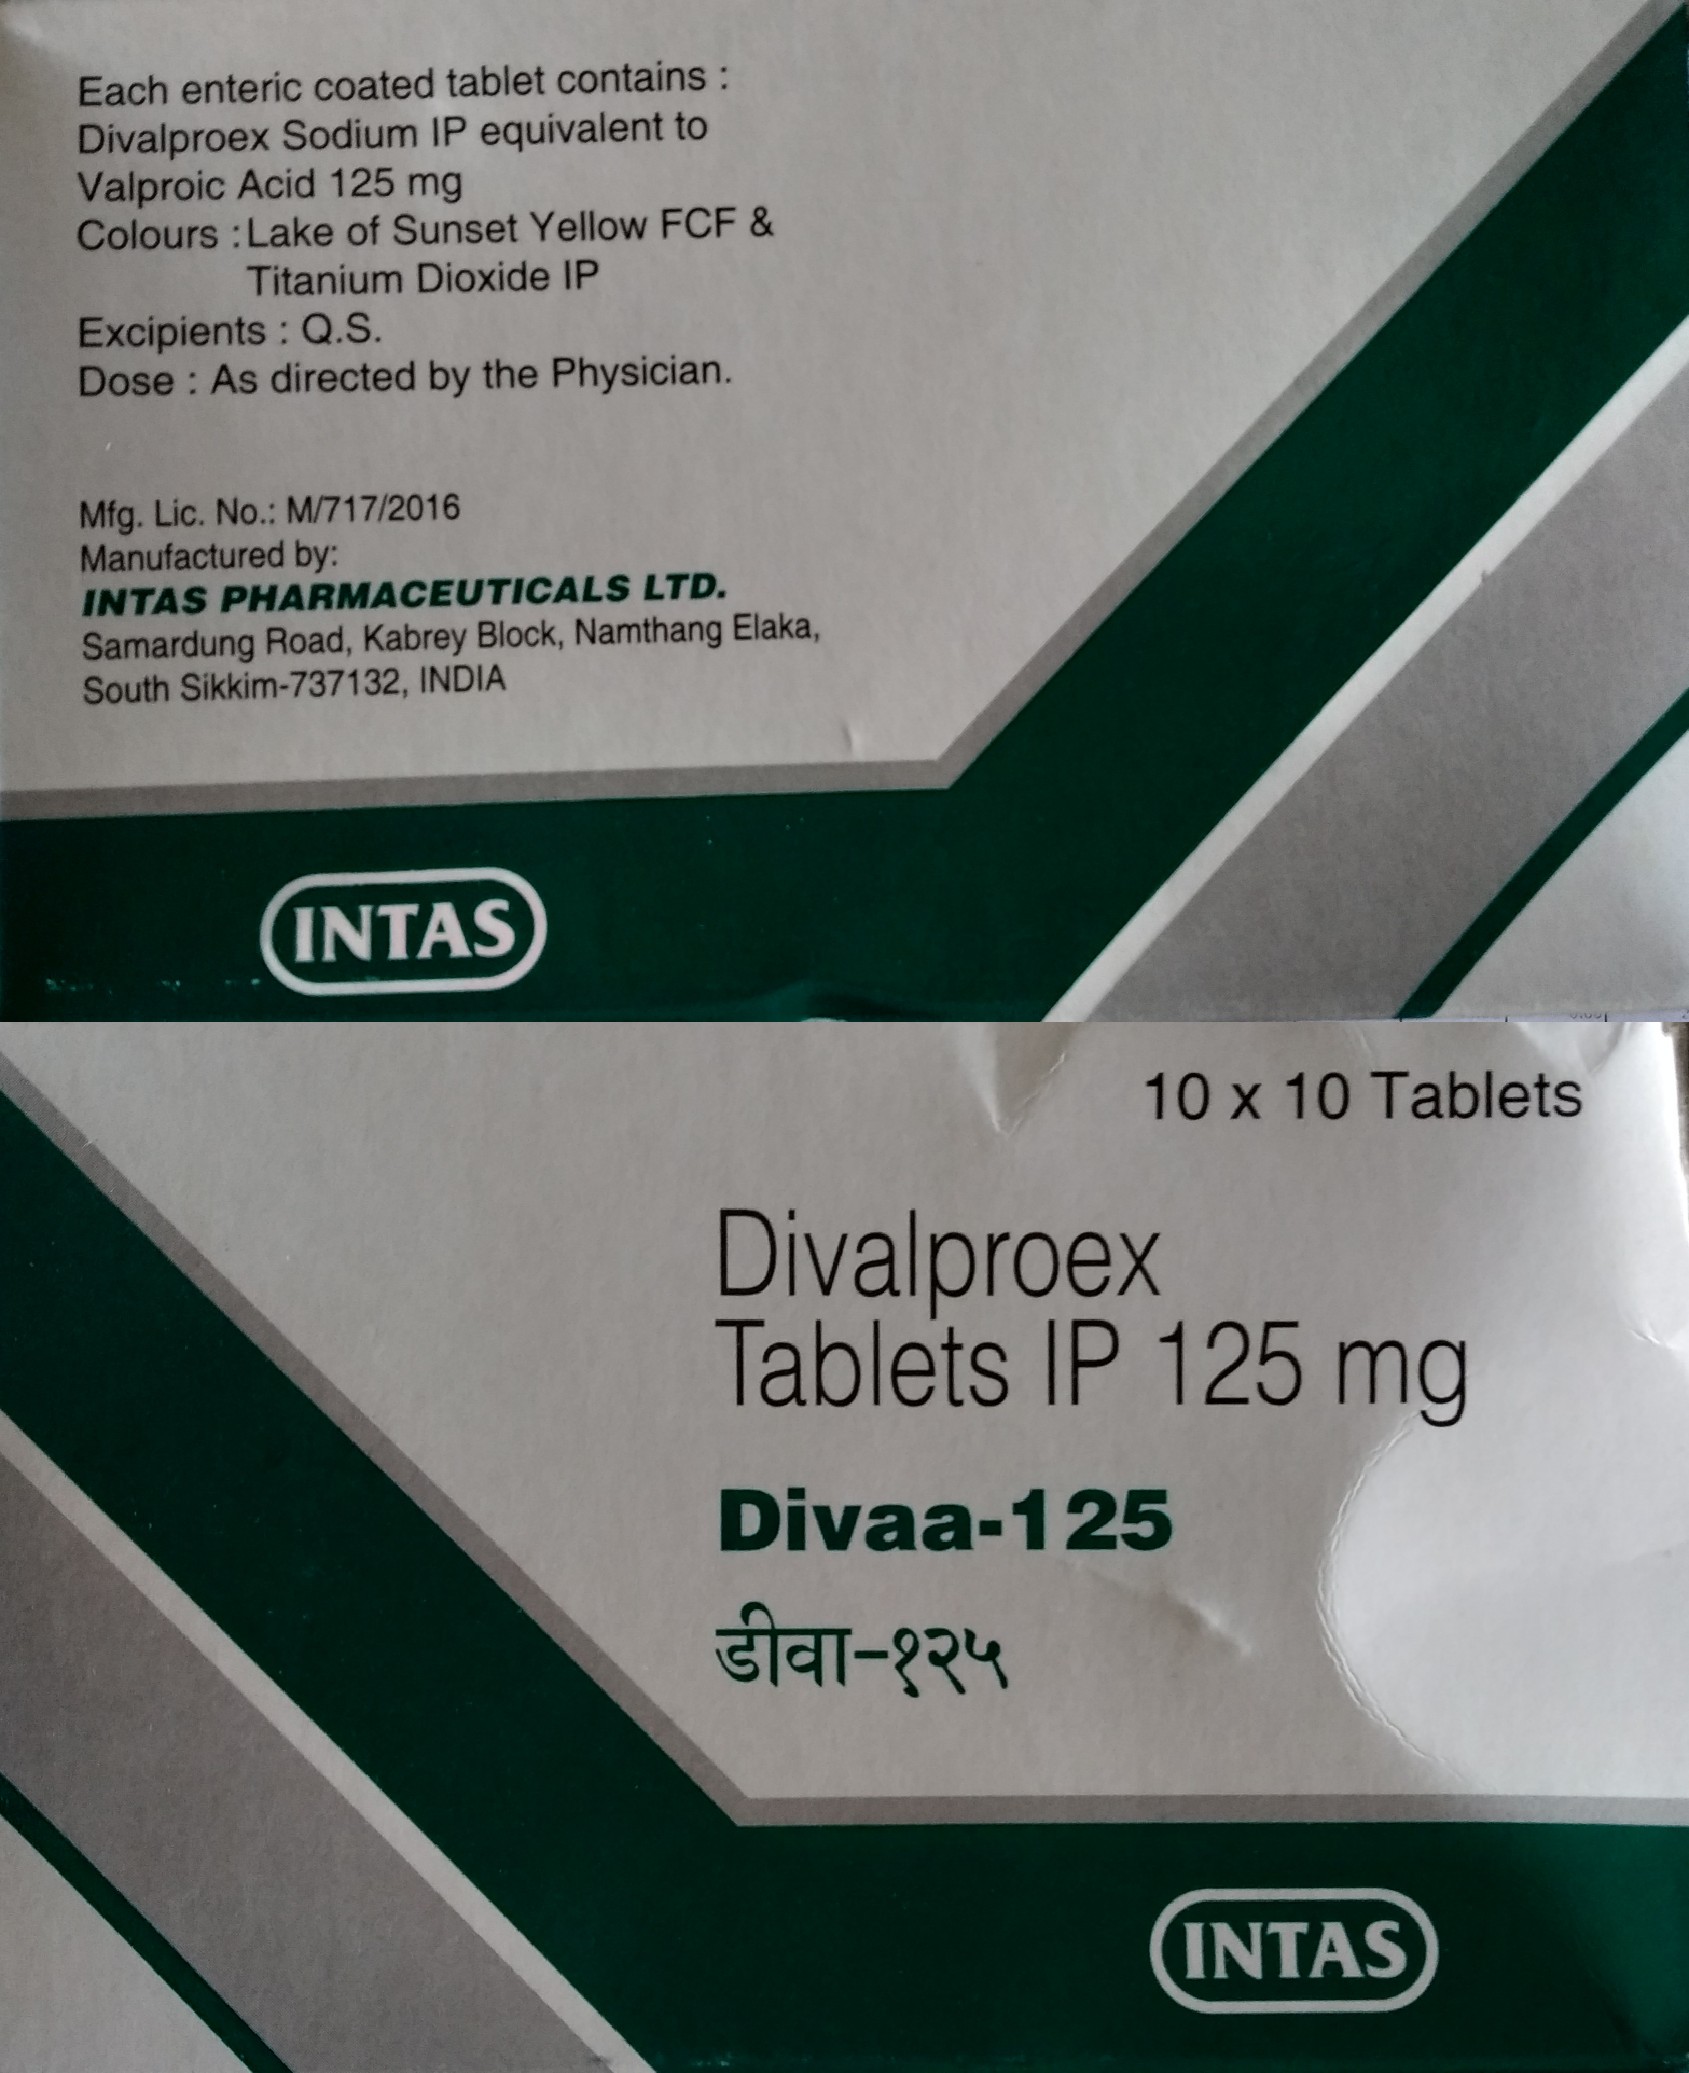 Each enteric coated tablet contains :
Divalproex Sodium IP equivalent to
Valproic Acid 125 mg
Colours : Lake of Sunset Yellow FCF &
Titanium Dioxide IP
Excipients : Q.S.
Dose : As directed by the Physician.
Mfg. Lic. No.: M/717/2016
Manufactured by:
INTAS PHARMACEUTICALS LTD.
Samardung Road, Kabrey Block, Namthang Elaka,
South Sikkim-737132, INDIA
INTAS
10 x 10 Tablets
Divalproex
Tablets IP 125 mg
Divaa-125
डीवा-१२५
INTAS